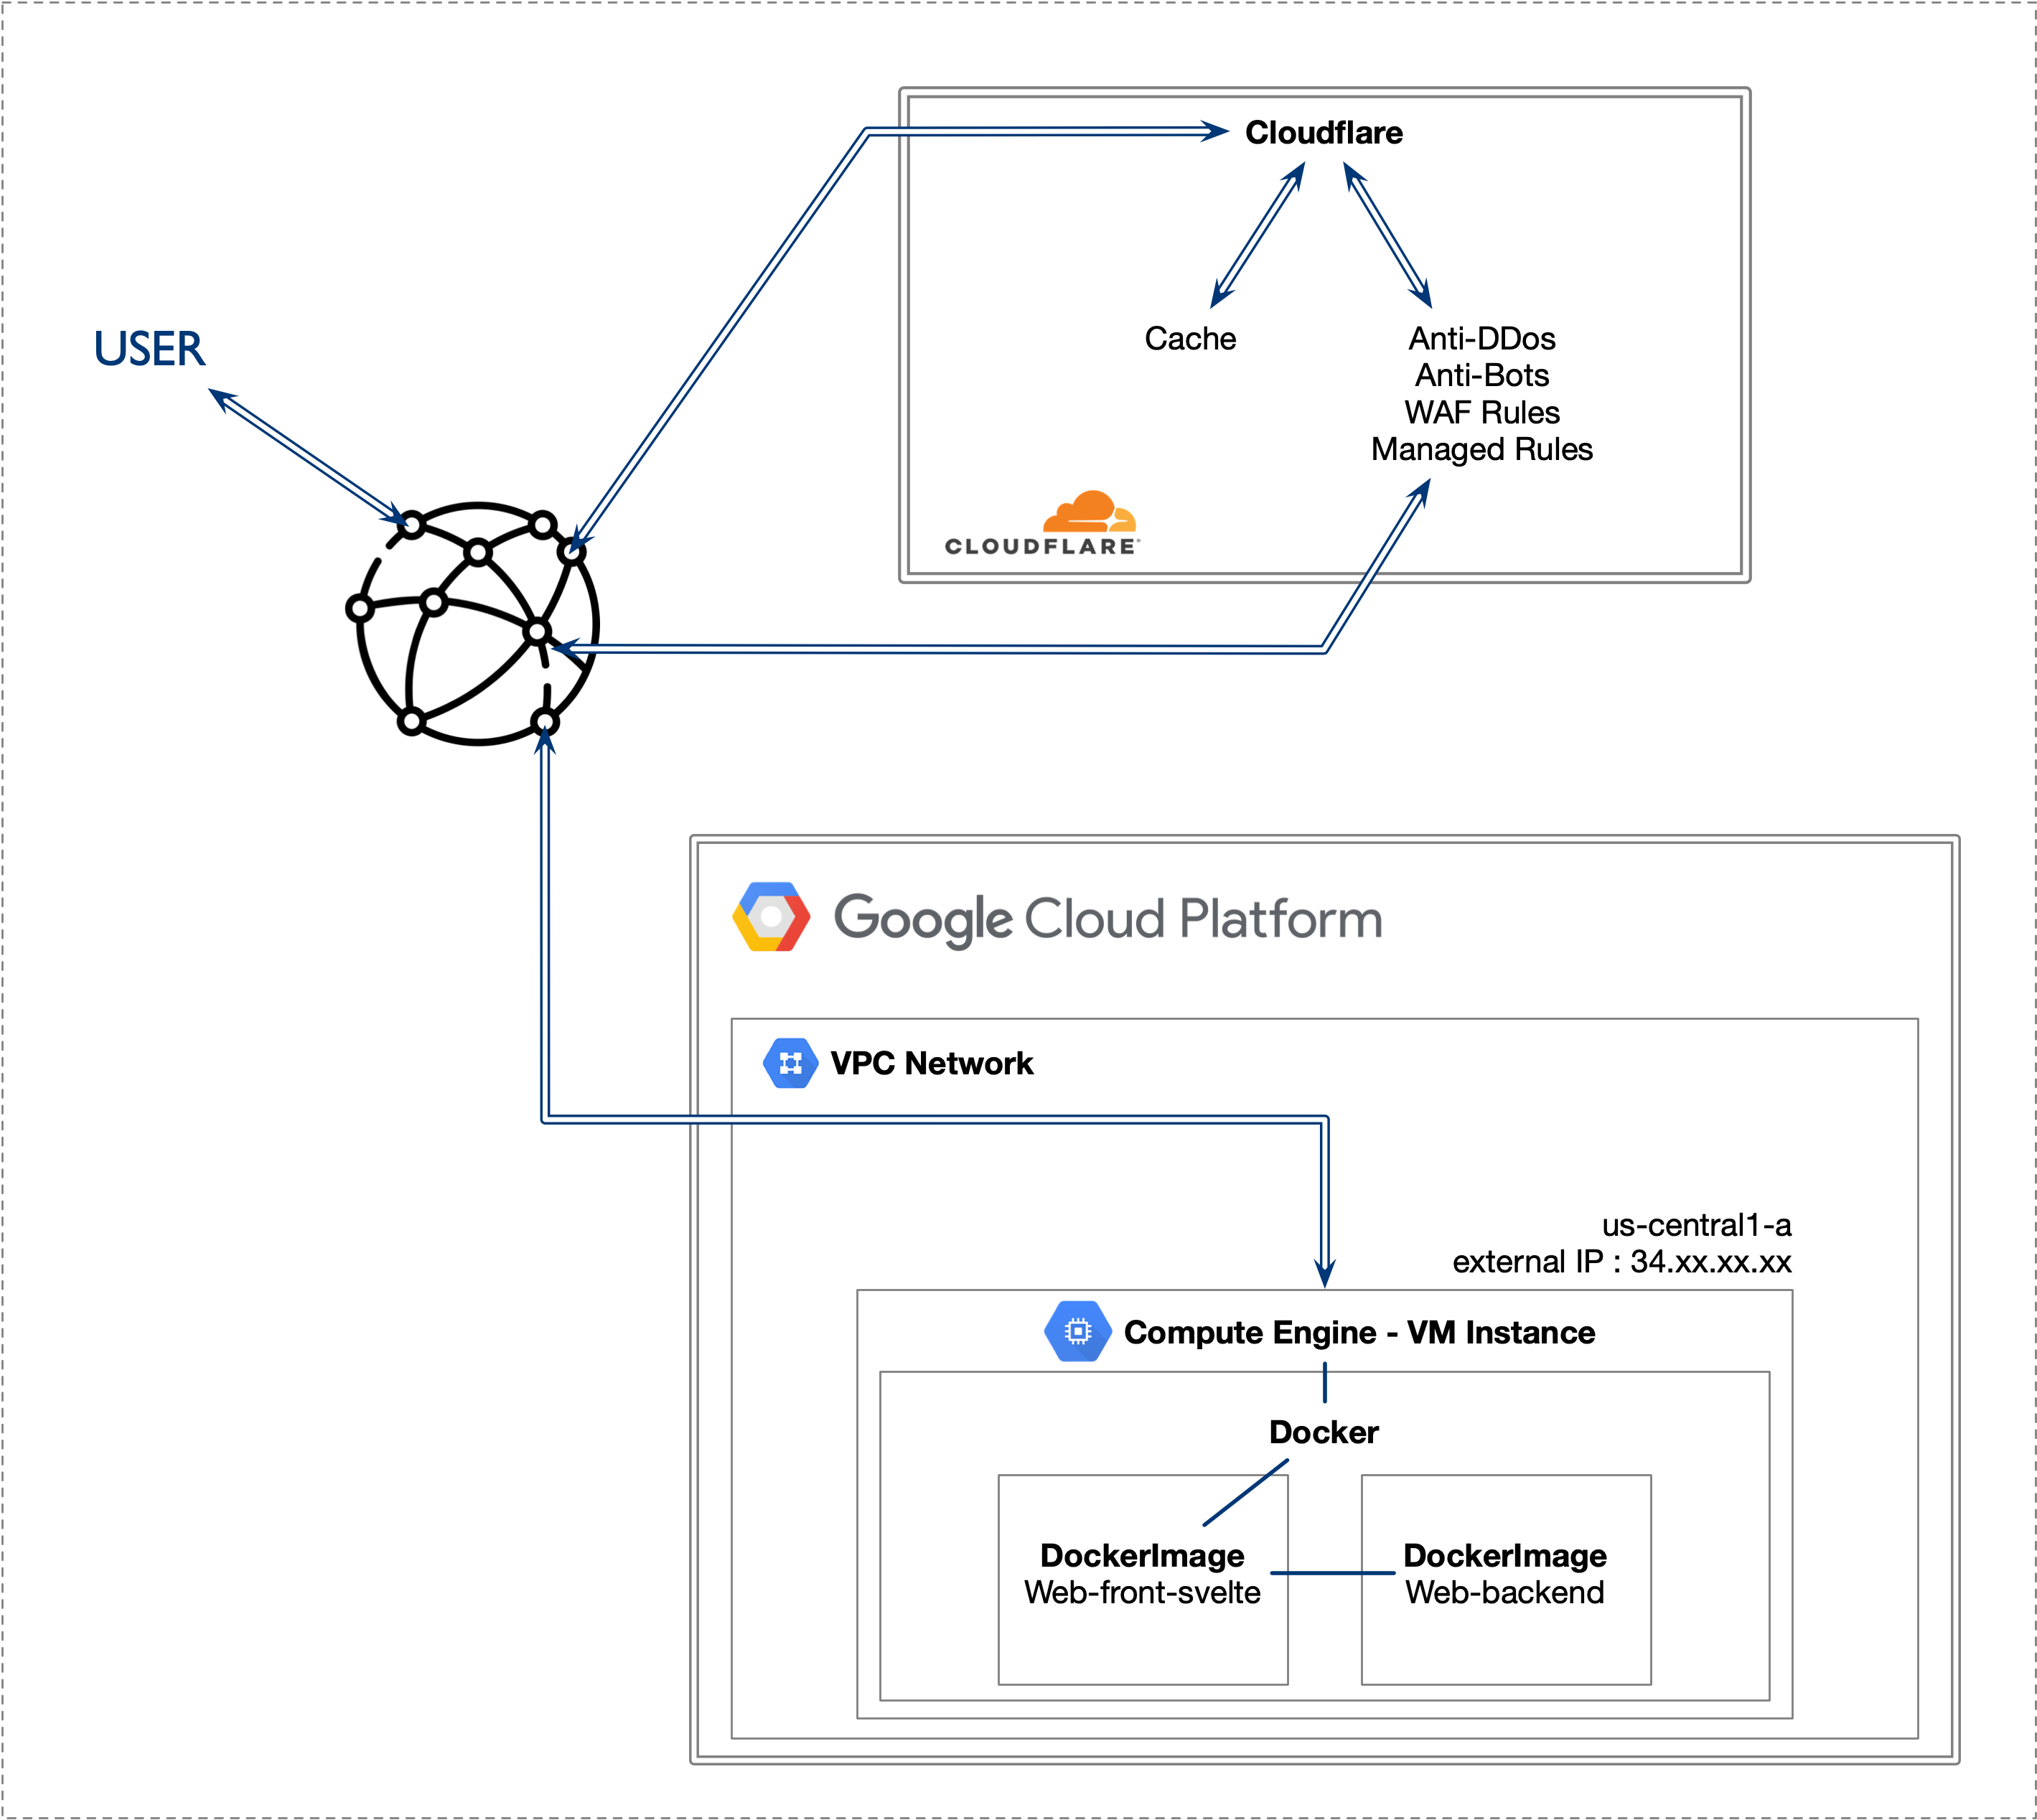 Cloudflare
USER
Cache
Anti-DDos
Anti-Bots
WAF Rules
Managed Rules
CLOUDFLARE®
Google Cloud Platform
VPC Network
us-central1-a
external IP : 34.xx.xx.xx
Compute Engine - VM Instance
Docker
DockerImage
Web-front-svelte
DockerImage
Web-backend